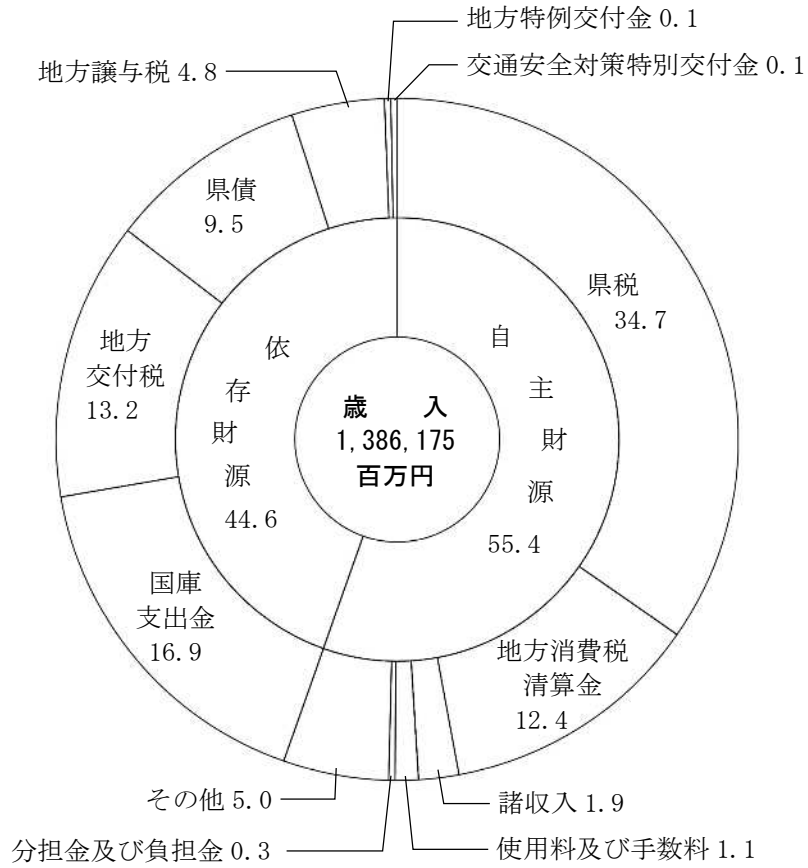 地方特例交付金 0.1
交通安全対策特別交付金 0.1
地方譲与税 4.8
県債
9.5
地方
交付税
13.2
国庫
支出金
16.9
依存財源
44.6
歳　入
1,386,175
百万円
自主財源
55.4
県税
34.7
地方消費税
清算金
12.4
諸収入 1.9
使用料及び手数料 1.1
その他 5.0
分担金及び負担金 0.3